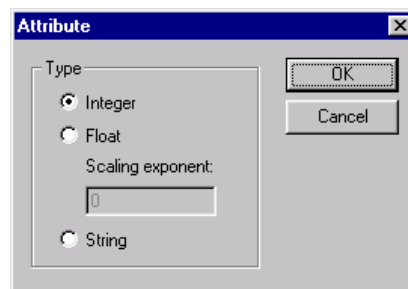 Attribute
Type
Integer
Float
Scaling exponent:
0
String
OK
Cancel